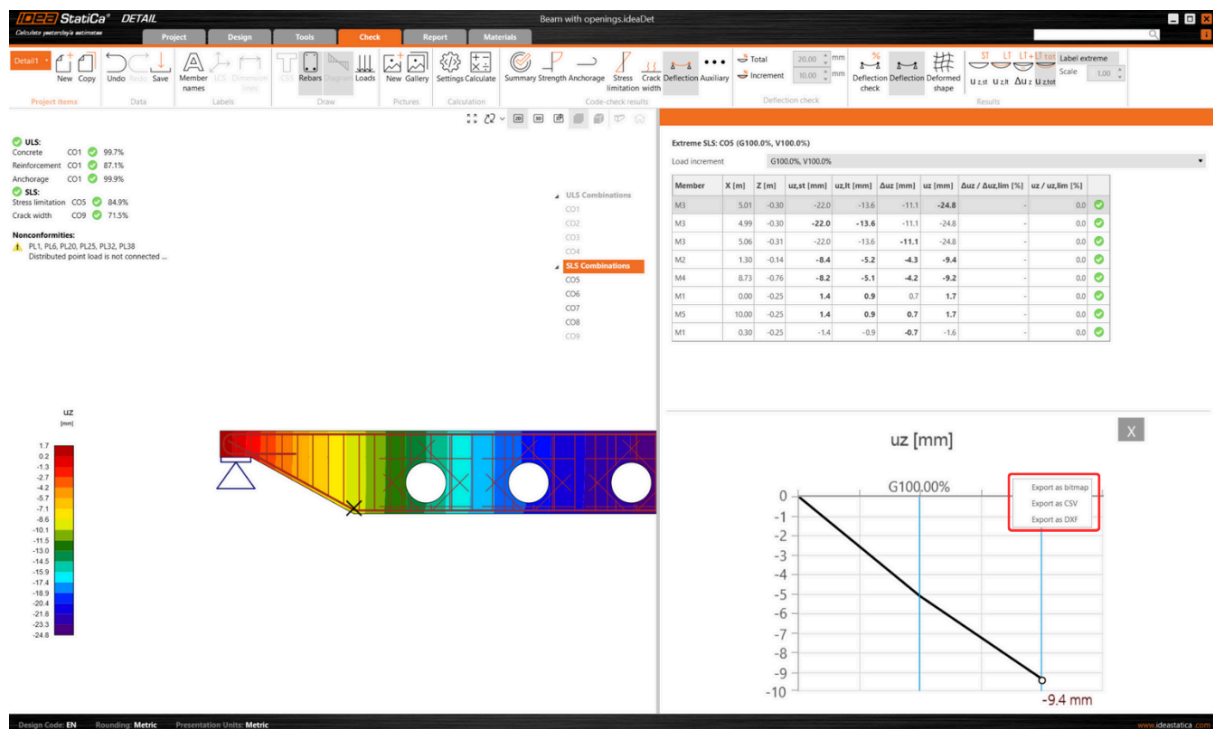 IDEA StatiCa® DETAIL
Calculate yesterday's estimates
Beam with openings.ideaDet
Project Design Tools Check Report Materials
Detail1
New Copy Undo Redo Save Member names LCS Dimension lines CSS Rebars Diagram Loads New Gallery Settings Calculate Summary Strength Anchorage Stress limitation Crack width Deflection Auxiliary
Total 20.00 mm
Increment 10.00 mm
Deflection check Deflection Deformed shape
ST LT LT+ LT tot
u z,st u z,lt Δu z u z,tot
Label extreme
Scale 1.00
Project items Data Labels Draw Pictures Calculation Code-check results Deflection check Results
ULS:
Concrete CO1 99.7%
Reinforcement CO1 87.1%
Anchorage CO1 99.9%
SLS:
Stress limitation CO5 84.9%
Crack width CO9 71.5%
Nonconformities:
PL1, PL6, PL20, PL25, PL32, PL38
Distributed point load is not connected ...
2D 3D
ULS Combinations
CO1
CO2
CO3
CO4
SLS Combinations
CO5
CO6
CO7
CO8
CO9
uz
[mm]
1.7
0.2
-1.3
-2.7
-4.2
-5.7
-7.1
-8.6
-10.1
-11.5
-13.0
-14.5
-15.9
-17.4
-18.9
-20.4
-21.8
-23.3
-24.8
Extreme SLS: CO5 (G100.0%, V100.0%)
Load increment G100.0%, V100.0%
Member X [m] Z [m] uz,st [mm] uz,lt [mm] Δuz [mm] uz [mm] Δuz / Δuz,lim [%] uz / uz,lim [%]
M3 5.01 -0.30 -22.0 -13.6 -11.1 -24.8 - 0.0
M3 4.99 -0.30 -22.0 -13.6 -11.1 -24.8 - 0.0
M3 5.06 -0.31 -22.0 -13.6 -11.1 -24.8 - 0.0
M2 1.30 -0.14 -8.4 -5.2 -4.3 -9.4 - 0.0
M4 8.73 -0.76 -8.2 -5.1 -4.2 -9.2 - 0.0
M1 0.00 -0.25 1.4 0.9 0.7 1.7 - 0.0
M5 10.00 -0.25 1.4 0.9 0.7 1.7 - 0.0
M1 0.30 -0.25 -1.4 -0.9 -0.7 -1.6 - 0.0
uz [mm]
X
G100.00%
Export as bitmap
Export as CSV
Export as DXF
0
-1
-2
-3
-4
-5
-6
-7
-8
-9
-10
-9.4 mm
Design Code: EN Rounding: Metric Presentation Units: Metric
www.ideastatica.com